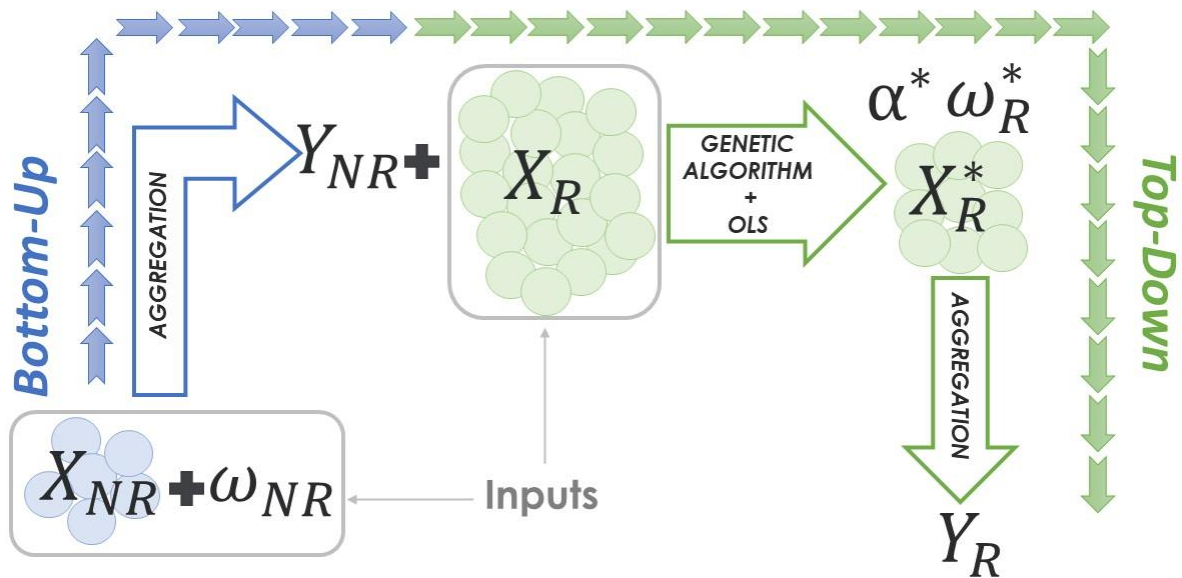 Bottom-Up
AGGREGATION
Y_NR + X_R
GENETIC
ALGORITHM
+
OLS
α* ω*_R
X*_R
AGGREGATION
Y_R
Top-Down
X_NR + ω_NR
Inputs